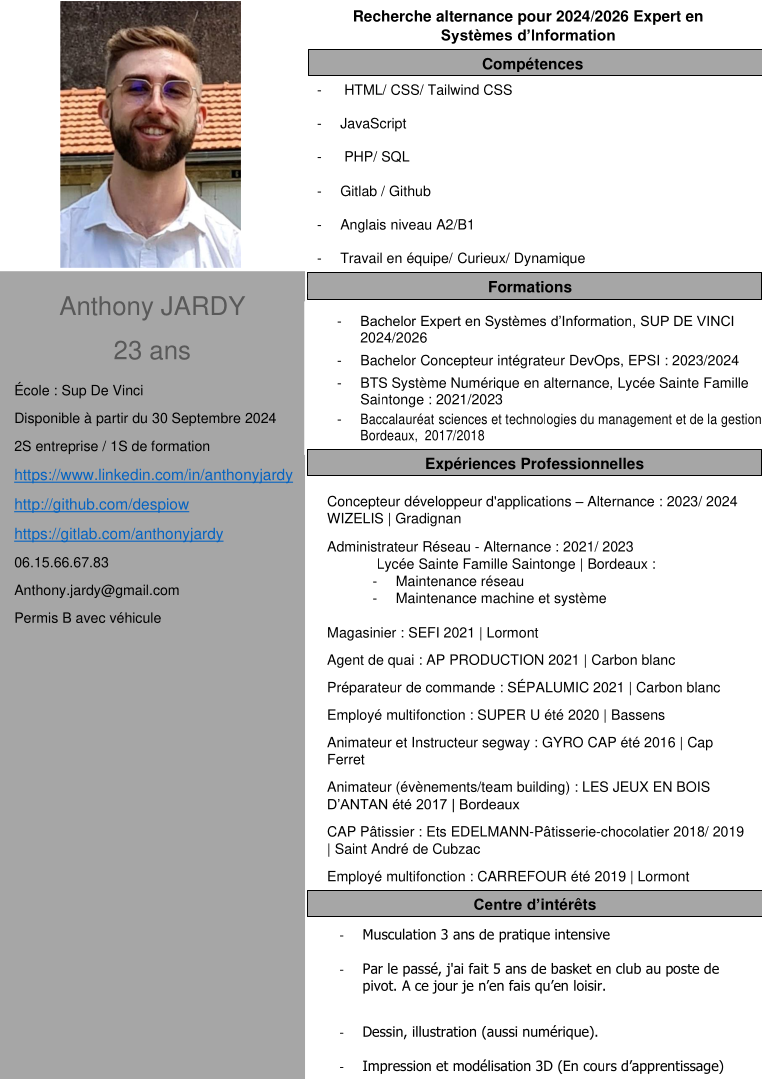 Recherche alternance pour 2024/2026 Expert en
Systèmes d’Information
Compétences
- HTML/ CSS/ Tailwind CSS
- JavaScript
- PHP/ SQL
- Gitlab / Github
- Anglais niveau A2/B1
- Travail en équipe/ Curieux/ Dynamique
Anthony JARDY
23 ans
École : Sup De Vinci
Disponible à partir du 30 Septembre 2024
2S entreprise / 1S de formation
https://www.linkedin.com/in/anthonyjardy
http://github.com/despiow
https://gitlab.com/anthonyjardy
06.15.66.67.83
Anthony.jardy@gmail.com
Permis B avec véhicule
Formations
- Bachelor Expert en Systèmes d’Information, SUP DE VINCI
2024/2026
- Bachelor Concepteur intégrateur DevOps, EPSI : 2023/2024
- BTS Système Numérique en alternance, Lycée Sainte Famille
Saintonge : 2021/2023
- Baccalauréat sciences et technologies du management et de la gestion
Bordeaux, 2017/2018
Expériences Professionnelles
Concepteur développeur d'applications – Alternance : 2023/ 2024
WIZELIS | Gradignan
Administrateur Réseau - Alternance : 2021/ 2023
Lycée Sainte Famille Saintonge | Bordeaux :
- Maintenance réseau
- Maintenance machine et système
Magasinier : SEFI 2021 | Lormont
Agent de quai : AP PRODUCTION 2021 | Carbon blanc
Préparateur de commande : SÉPALUMIC 2021 | Carbon blanc
Employé multifonction : SUPER U été 2020 | Bassens
Animateur et Instructeur segway : GYRO CAP été 2016 | Cap
Ferret
Animateur (évènements/team building) : LES JEUX EN BOIS
D’ANTAN été 2017 | Bordeaux
CAP Pâtissier : Ets EDELMANN-Pâtisserie-chocolatier 2018/ 2019
| Saint André de Cubzac
Employé multifonction : CARREFOUR été 2019 | Lormont
Centre d’intérêts
- Musculation 3 ans de pratique intensive
- Par le passé, j'ai fait 5 ans de basket en club au poste de
pivot. A ce jour je n’en fais qu’en loisir.
- Dessin, illustration (aussi numérique).
- Impression et modélisation 3D (En cours d’apprentissage)